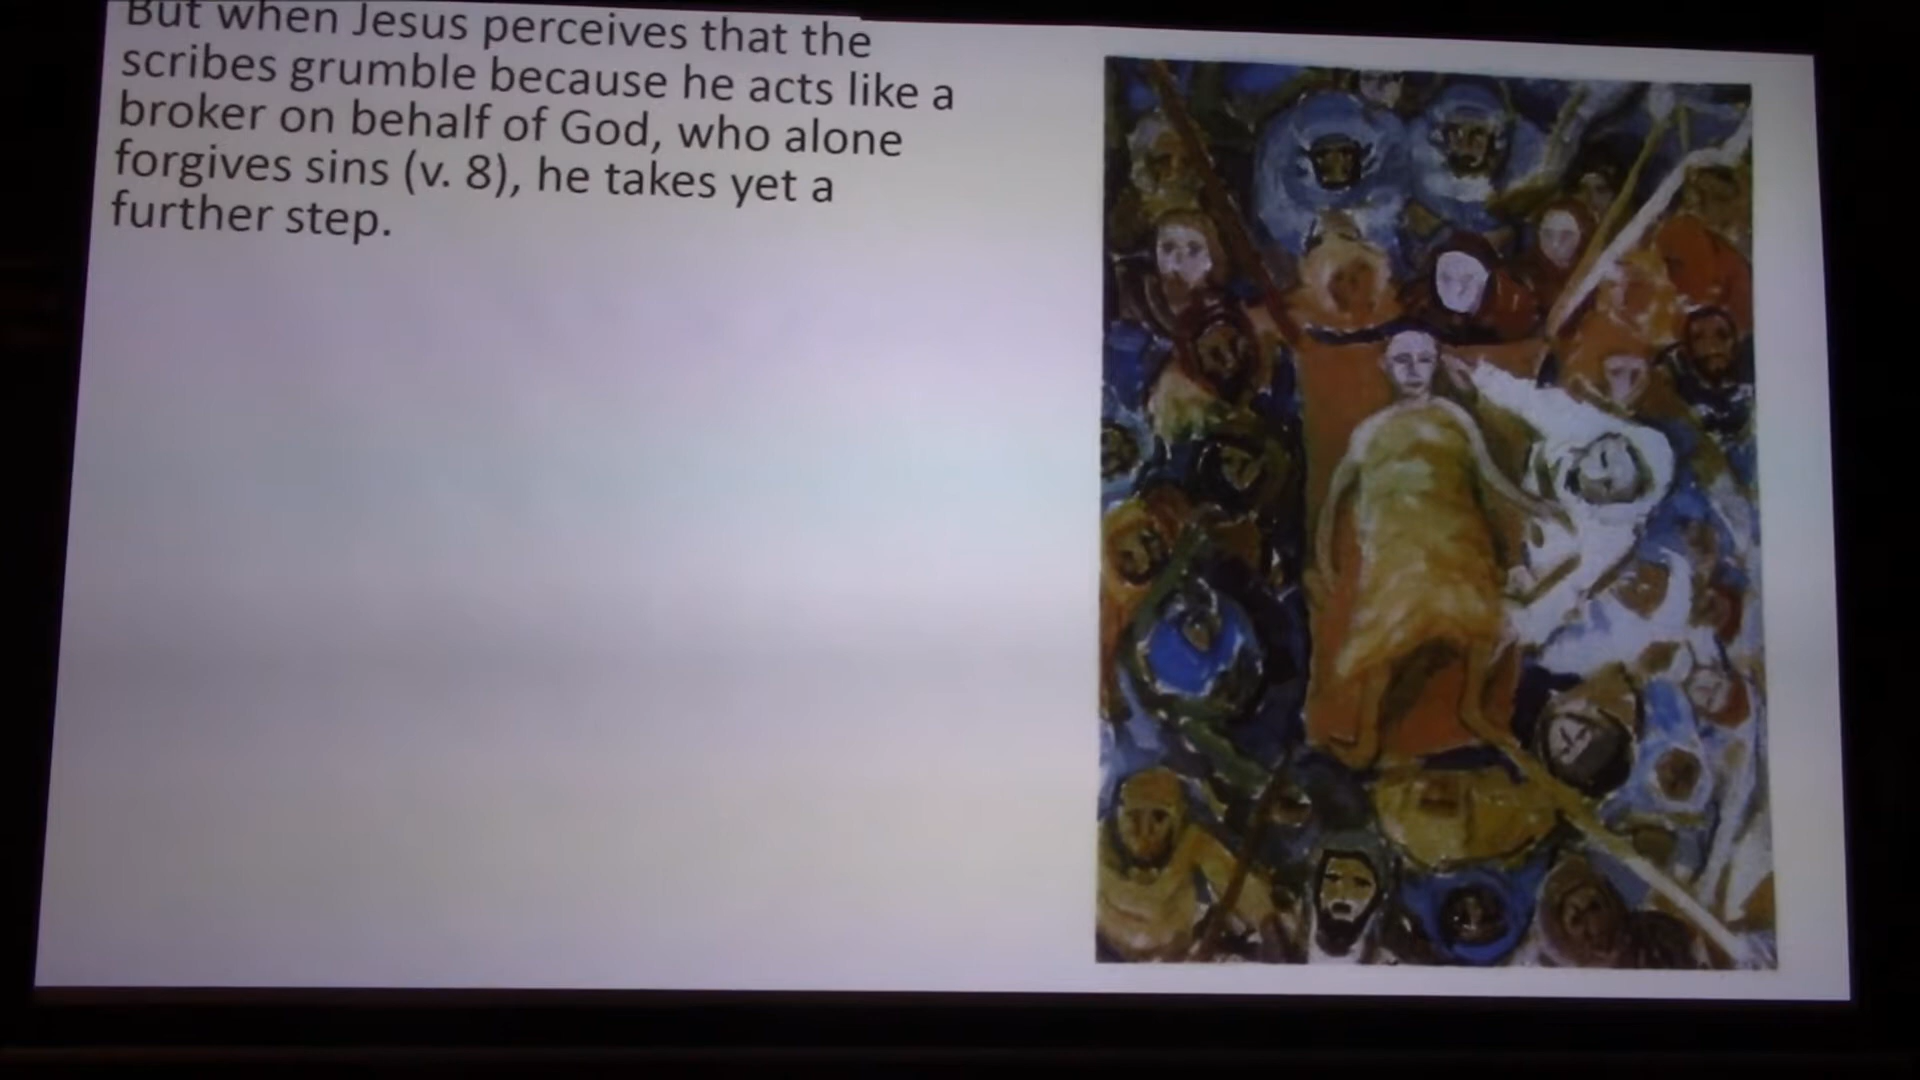 But when Jesus perceives that the
scribes grumble because he acts like a
broker on behalf of God, who alone
forgives sins (v. 8), he takes yet a
further step.